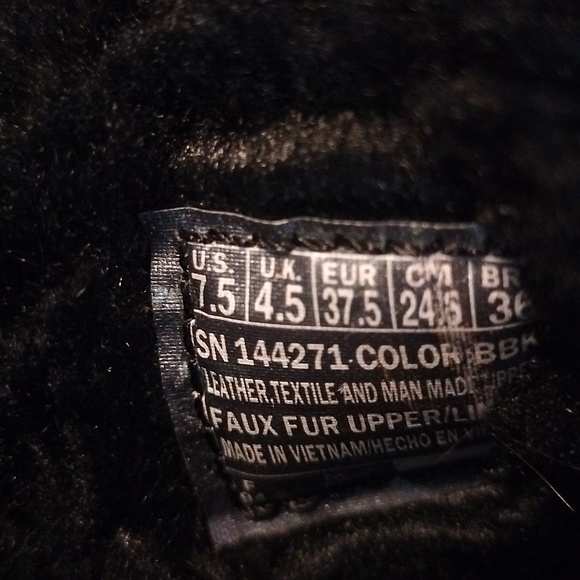 U.S. U.K. EUR CM BR
7.5 4.5 37.5 24.5 36
SN 144271 COLOR: BBK
LEATHER, TEXTILE AND MAN MADE
FAUX FUR UPPER/
MADE IN VIETNAM/HECHO EN